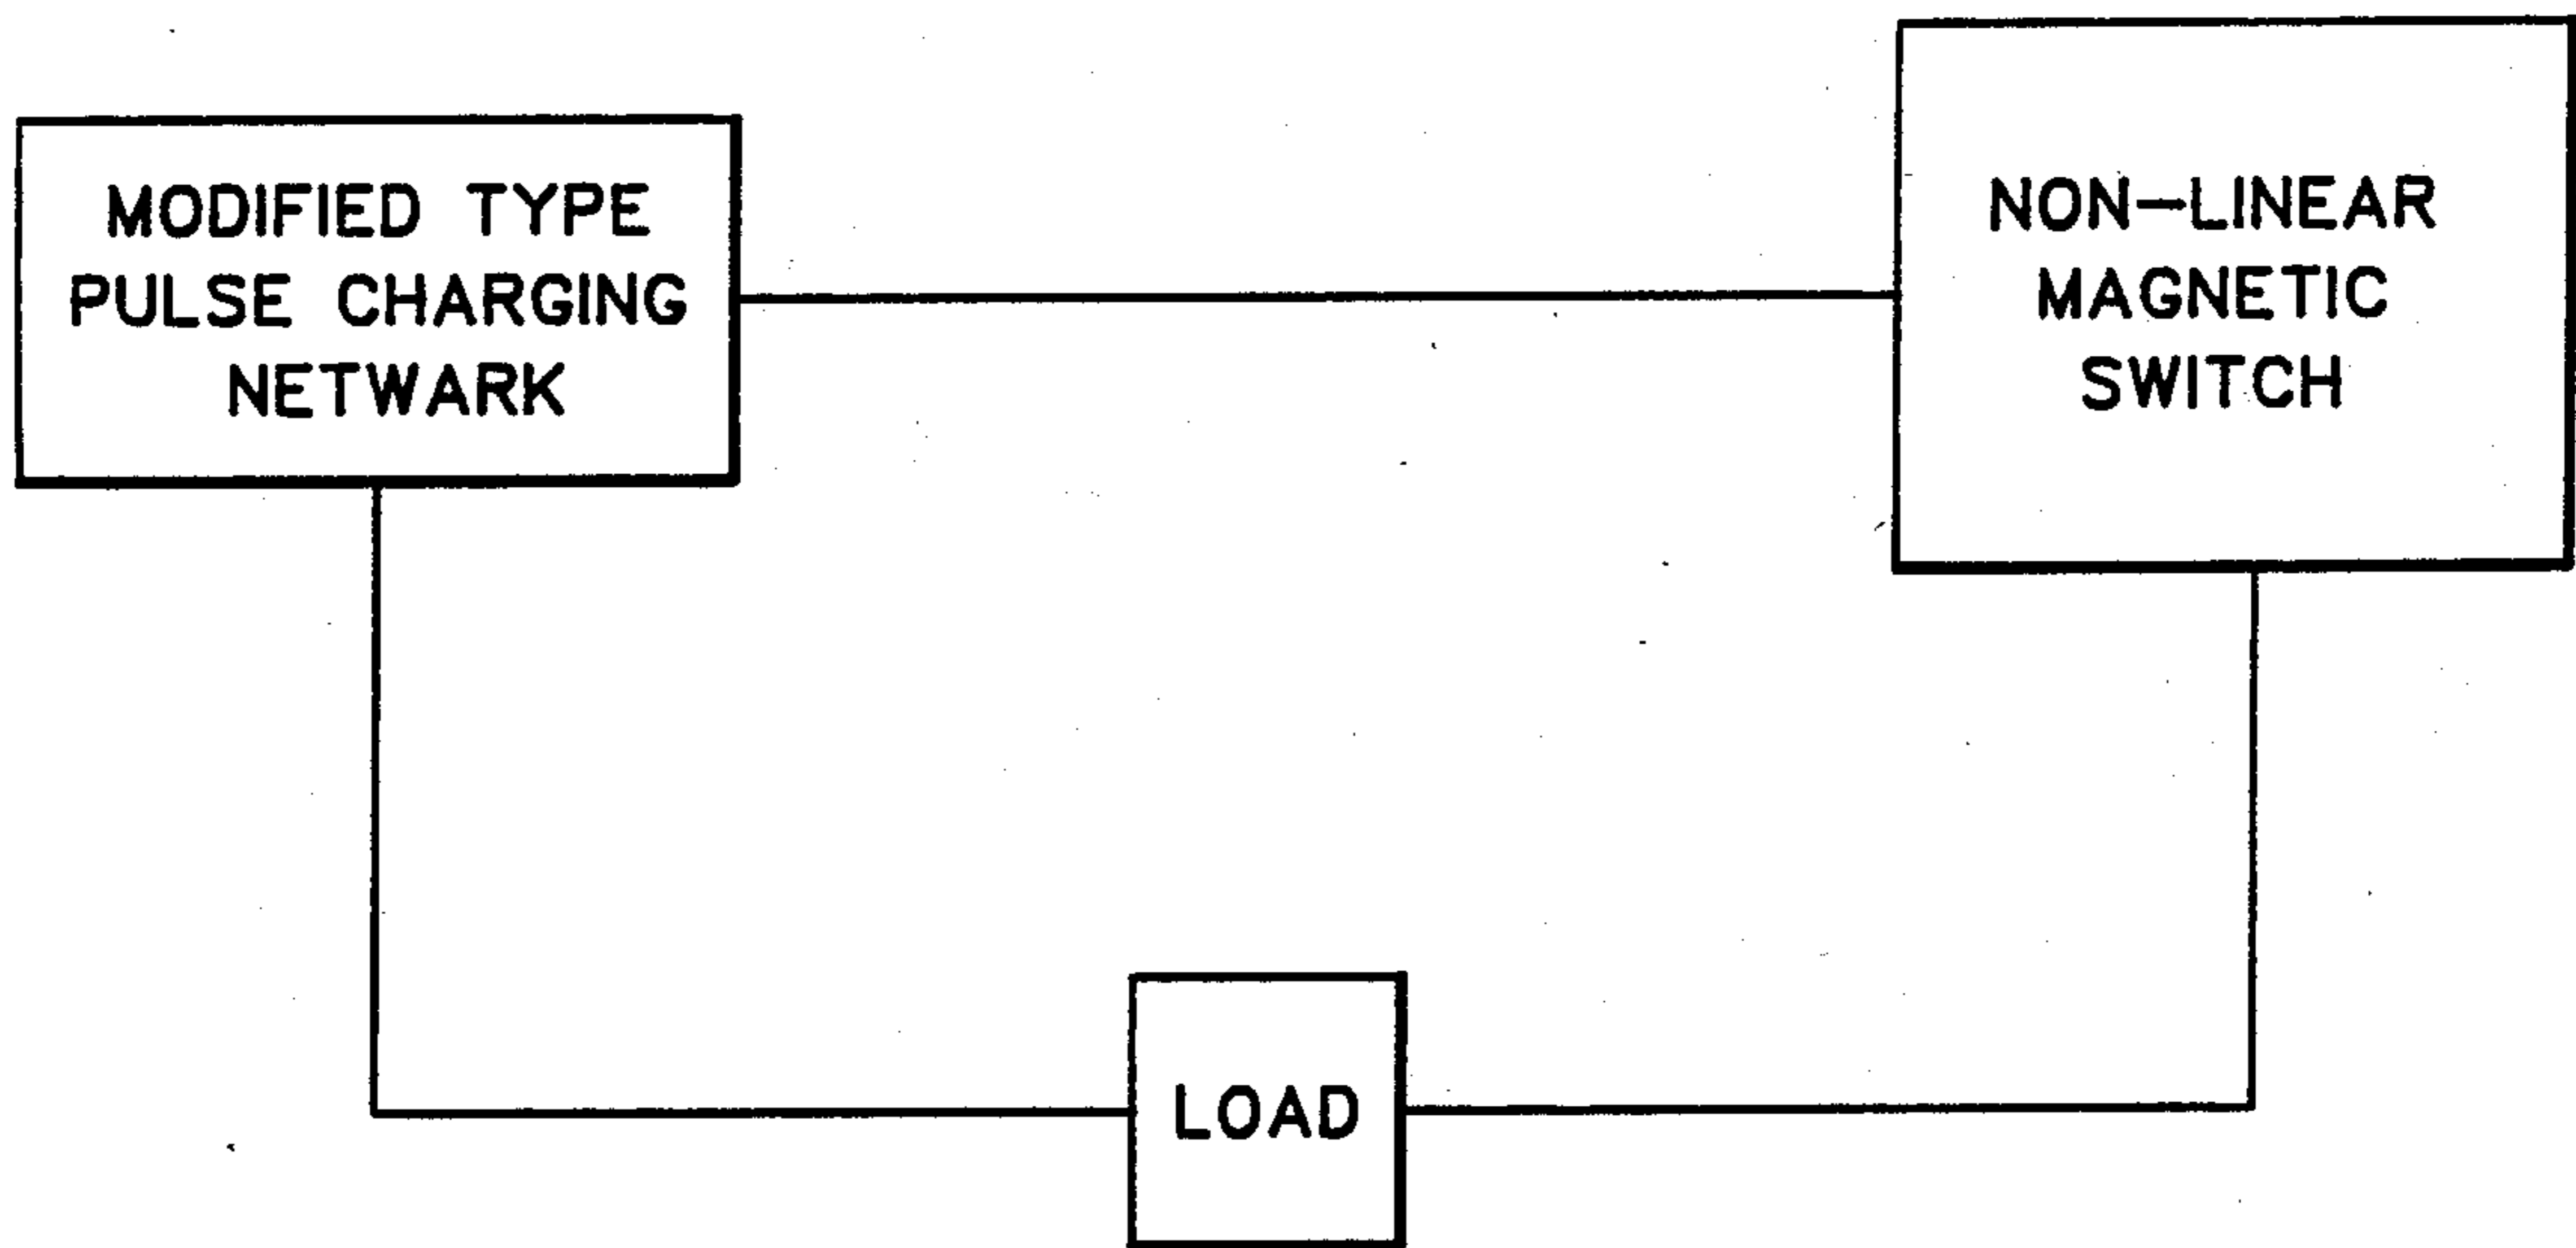 MODIFIED TYPE
PULSE CHARGING
NETWARK
NON-LINEAR
MAGNETIC
SWITCH
LOAD